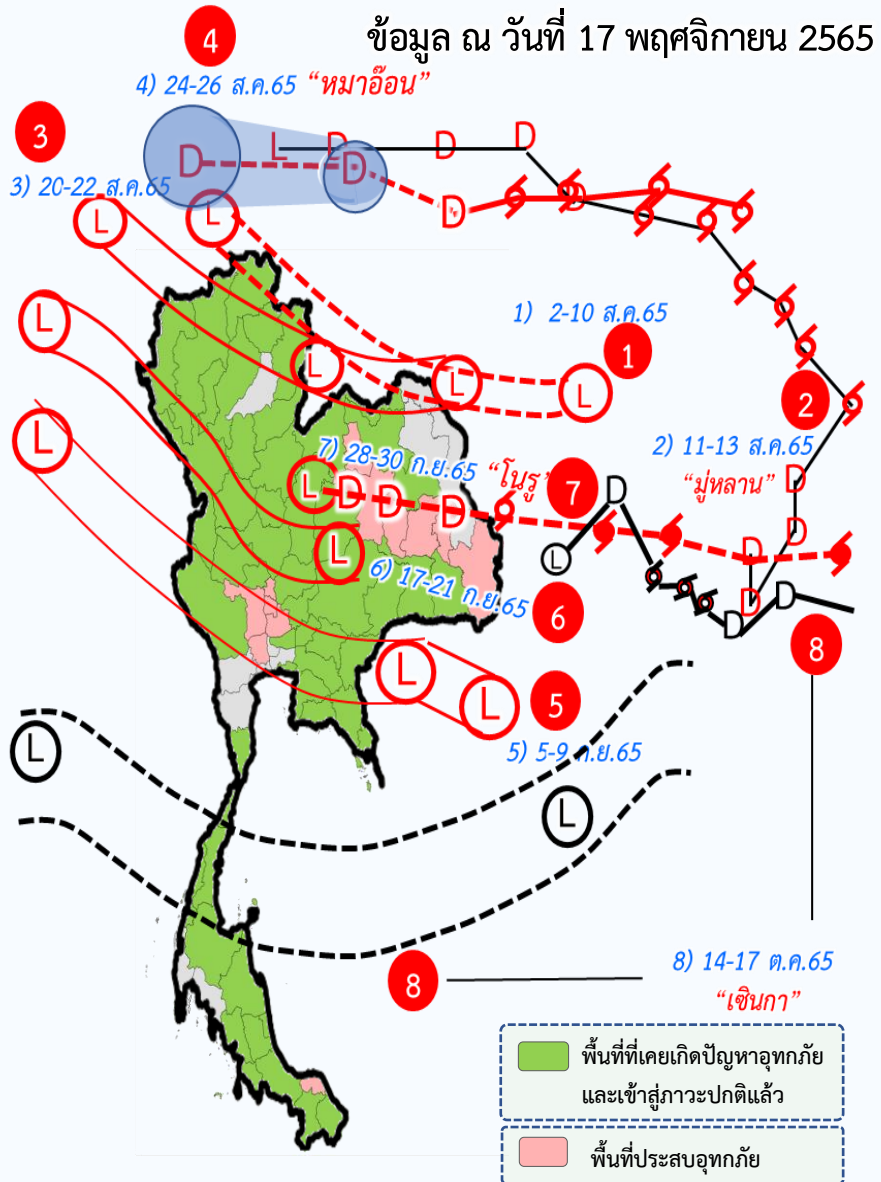 ข้อมูล ณ วันที่ 17 พฤศจิกายน 2565
4
4) 24-26 ส.ค.65 “หมาอ๊อน”
3
3) 20-22 ส.ค.65
D L D D D
D D
L L
1) 2-10 ส.ค.65
1
L
L L L
2
2) 11-13 ส.ค.65
“มู่หลาน”
7) 28-30 ก.ย.65 “โนรู”
7
L D D D
D
D
D
L
L
D
D
D D
6) 17-21 ก.ย.65
6
8
L
L
L
5
5) 5-9 ก.ย.65
L
L
8
8) 14-17 ต.ค.65
“เซินกา”
พื้นที่ที่เคยเกิดปัญหาอุทกภัย
และเข้าสู่ภาวะปกติแล้ว
พื้นที่ประสบอุทกภัย